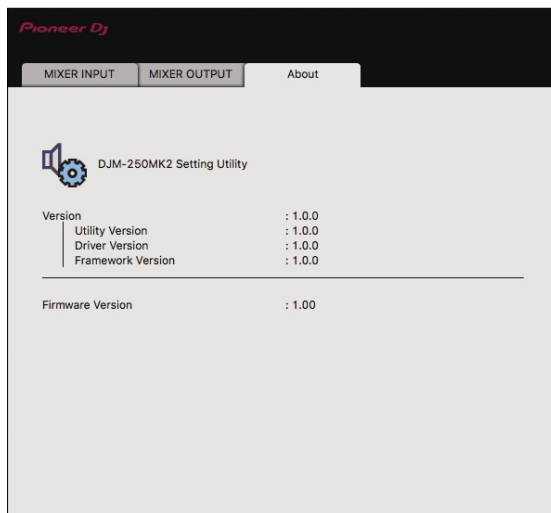 Pioneer Dj
MIXER INPUT MIXER OUTPUT About
DJM-250MK2 Setting Utility
Version : 1.0.0
Utility Version : 1.0.0
Driver Version : 1.0.0
Framework Version : 1.0.0
Firmware Version : 1.00